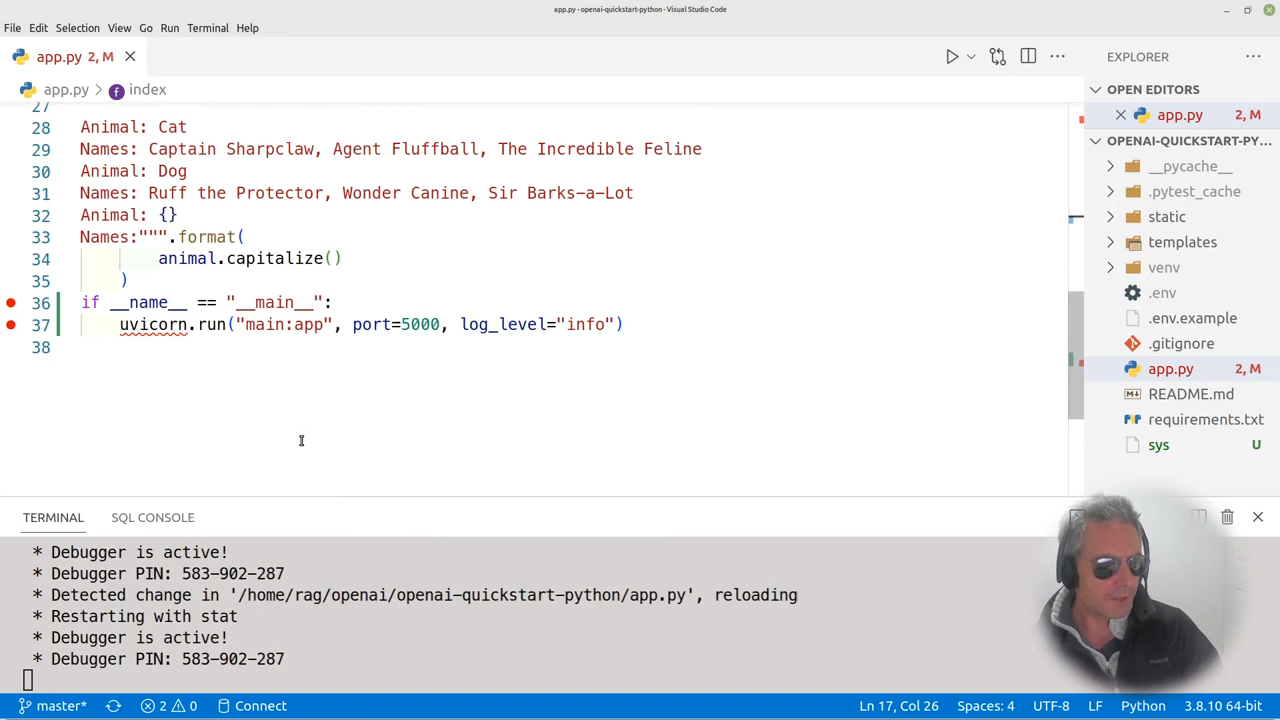 app.py - openai-quickstart-python - Visual Studio Code
File Edit Selection View Go Run Terminal Help
app.py 2, M
EXPLORER
app.py > index
OPEN EDITORS
app.py 2, M
OPENAI-QUICKSTART-PY...
__pycache__
.pytest_cache
static
templates
venv
.env
.env.example
.gitignore
app.py 2, M
README.md
requirements.txt
sys U
27
28 Animal: Cat
29 Names: Captain Sharpclaw, Agent Fluffball, The Incredible Feline
30 Animal: Dog
31 Names: Ruff the Protector, Wonder Canine, Sir Barks-a-Lot
32 Animal: {}
33 Names:""".format(
34 animal.capitalize()
35 )
36 if __name__ == "__main__":
37 uvicorn.run("main:app", port=5000, log_level="info")
38
TERMINAL SQL CONSOLE
* Debugger is active!
* Debugger PIN: 583-902-287
* Detected change in '/home/rag/openai/openai-quickstart-python/app.py', reloading
* Restarting with stat
* Debugger is active!
* Debugger PIN: 583-902-287
master* 2 0 Connect Ln 17, Col 26 Spaces: 4 UTF-8 LF Python 3.8.10 64-bit